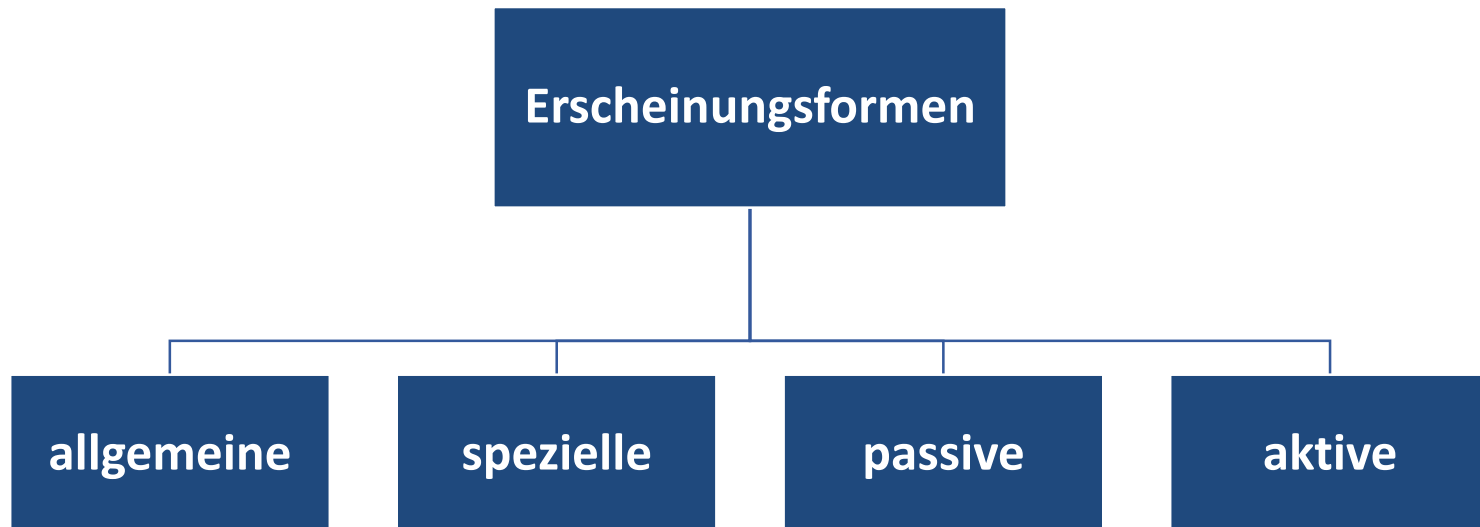 Erscheinungsformen
allgemeine
spezielle
passive
aktive